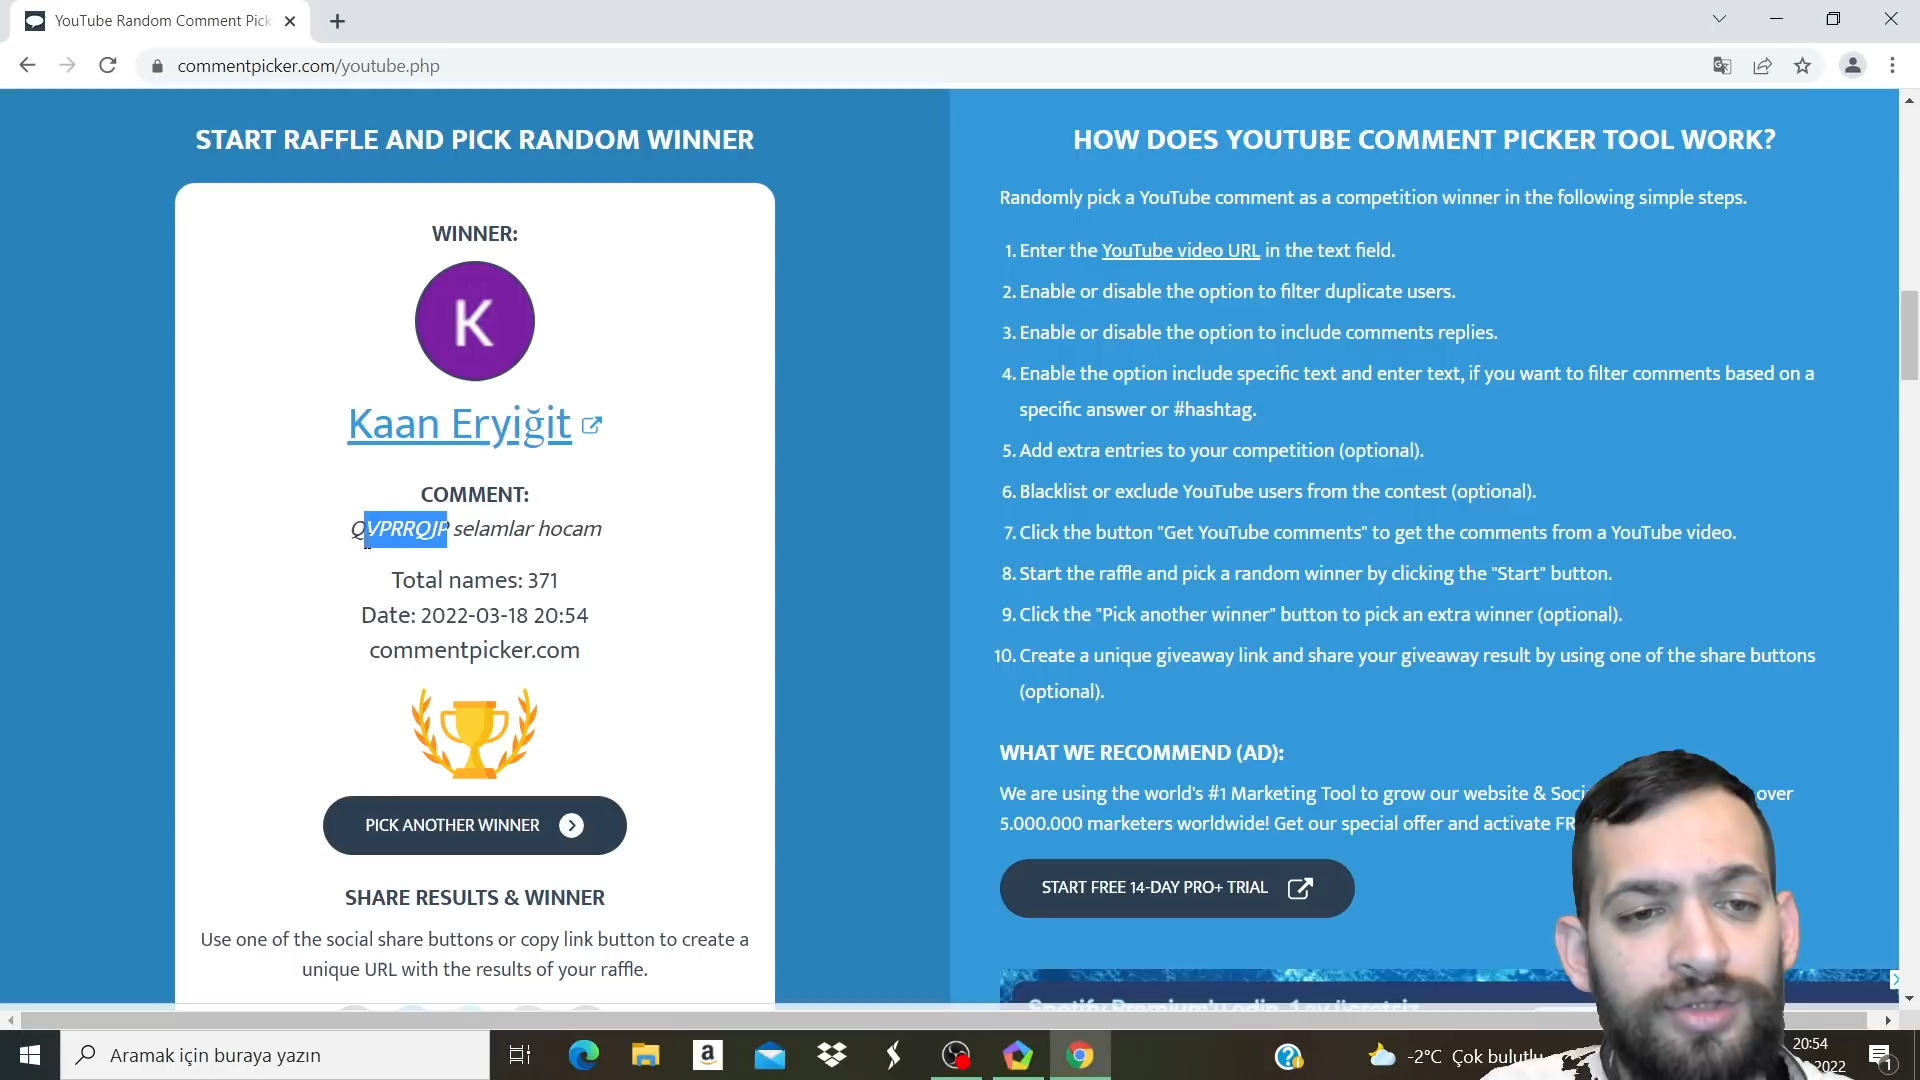 YouTube Random Comment Pick
commentpicker.com/youtube.php
START RAFFLE AND PICK RANDOM WINNER
WINNER:
K
Kaan Eryiğit
COMMENT:
QVPRRQJP selamlar hocam
Total names: 371
Date: 2022-03-18 20:54
commentpicker.com
PICK ANOTHER WINNER
SHARE RESULTS & WINNER
Use one of the social share buttons or copy link button to create a
unique URL with the results of your raffle.
HOW DOES YOUTUBE COMMENT PICKER TOOL WORK?
Randomly pick a YouTube comment as a competition winner in the following simple steps.
1. Enter the YouTube video URL in the text field.
2. Enable or disable the option to filter duplicate users.
3. Enable or disable the option to include comments replies.
4. Enable the option include specific text and enter text, if you want to filter comments based on a
specific answer or #hashtag.
5. Add extra entries to your competition (optional).
6. Blacklist or exclude YouTube users from the contest (optional).
7. Click the button "Get YouTube comments" to get the comments from a YouTube video.
8. Start the raffle and pick a random winner by clicking the "Start" button.
9. Click the "Pick another winner" button to pick an extra winner (optional).
10. Create a unique giveaway link and share your giveaway result by using one of the share buttons
(optional).
WHAT WE RECOMMEND (AD):
We are using the world's #1 Marketing Tool to grow our website & Soci over
5.000.000 marketers worldwide! Get our special offer and activate FR
START FREE 14-DAY PRO+ TRIAL
Aramak için buraya yazın
-2°C Çok bulutlu
20:54
2022
1